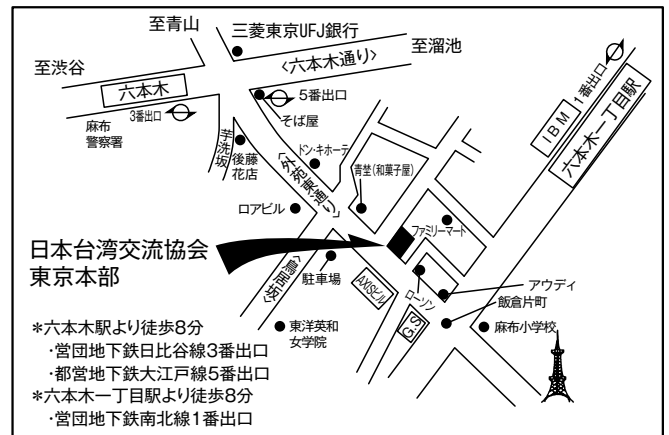 至青山
三菱東京UFJ銀行
至渋谷
〈六本木通り〉
至溜池
六本木
3番出口
5番出口
そば屋
麻布
警察署
芋洗坂
後藤
花店
ドン・キホーテ
〈外苑東通り〉
青埜(和菓子屋)
IBM
1番出口
六本木一丁目駅
ロアビル
ファミリーマート
日本台湾交流協会
東京本部
〈鳥居坂〉
駐車場
AXISビル
ローソン
アウディ
飯倉片町
G.S
麻布小学校
東洋英和
女学院
*六本木駅より徒歩8分
・営団地下鉄日比谷線3番出口
・都営地下鉄大江戸線5番出口
*六本木一丁目駅より徒歩8分
・営団地下鉄南北線1番出口